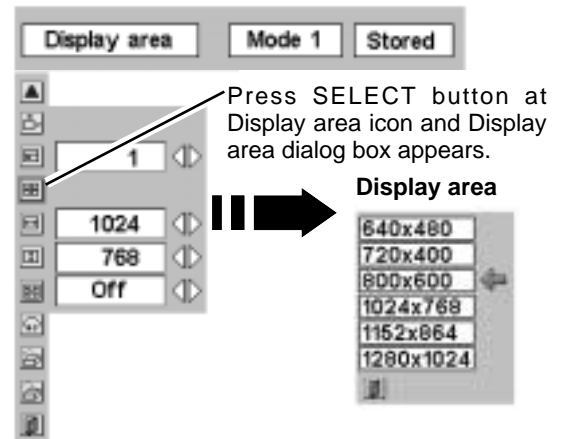 Display area Mode 1 Stored
Press SELECT button at
Display area icon and Display
area dialog box appears.
1
1024
768
Off
Display area
640x480
720x400
800x600
1024x768
1152x864
1280x1024